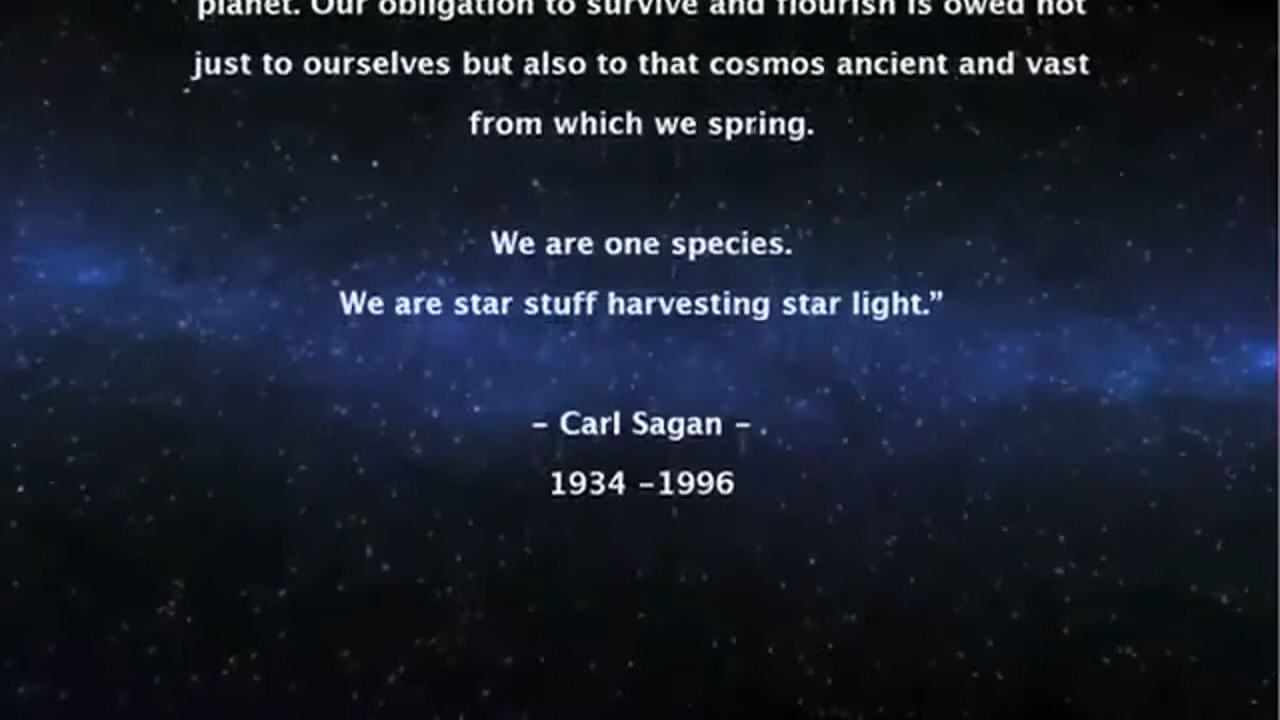 planet. Our obligation to survive and flourish is owed not
just to ourselves but also to that cosmos ancient and vast
from which we spring.
We are one species.
We are star stuff harvesting star light.”
– Carl Sagan –
1934 –1996